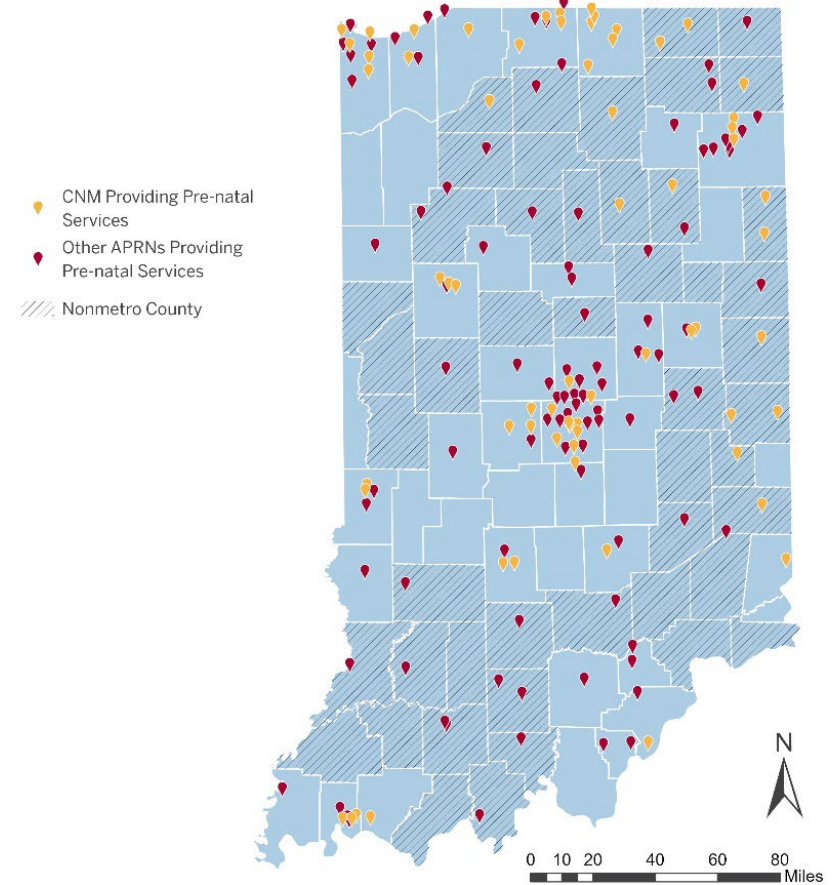 CNM Providing Pre-natal
Services
Other APRNs Providing
Pre-natal Services
Nonmetro County
N
0 10 20 40 60 80
Miles